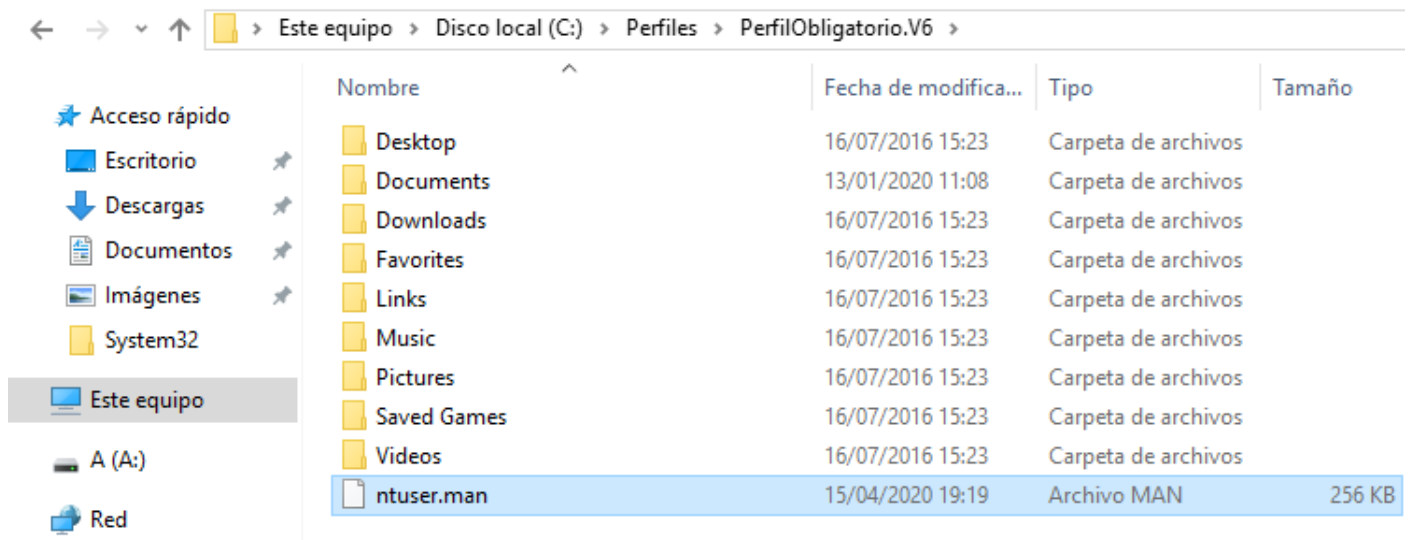 Este equipo > Disco local (C:) > Perfiles > PerfilObligatorio.V6 >
Nombre Fecha de modifica... Tipo Tamaño
Acceso rápido
Escritorio
Descargas
Documentos
Imágenes
System32
Este equipo
A (A:)
Red
Desktop 16/07/2016 15:23 Carpeta de archivos
Documents 13/01/2020 11:08 Carpeta de archivos
Downloads 16/07/2016 15:23 Carpeta de archivos
Favorites 16/07/2016 15:23 Carpeta de archivos
Links 16/07/2016 15:23 Carpeta de archivos
Music 16/07/2016 15:23 Carpeta de archivos
Pictures 16/07/2016 15:23 Carpeta de archivos
Saved Games 16/07/2016 15:23 Carpeta de archivos
Videos 16/07/2016 15:23 Carpeta de archivos
ntuser.man 15/04/2020 19:19 Archivo MAN 256 KB